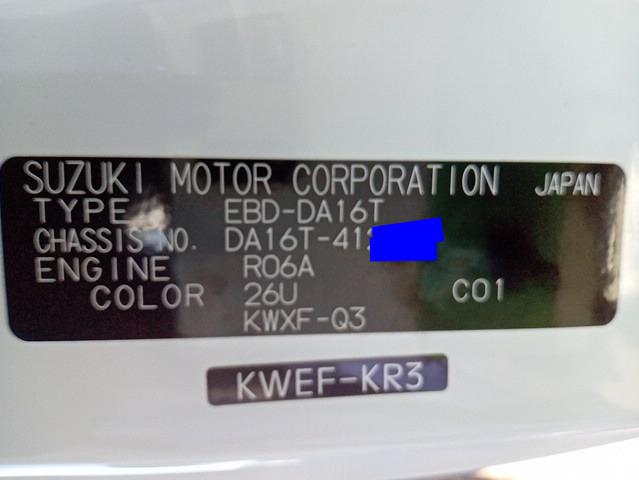 SUZUKI MOTOR CORPORATION JAPAN
TYPE EBD-DA16T
CHASSIS NO. DA16T-41
ENGINE R06A
COLOR 26U C01
KWXF-Q3
KWEF-KR3